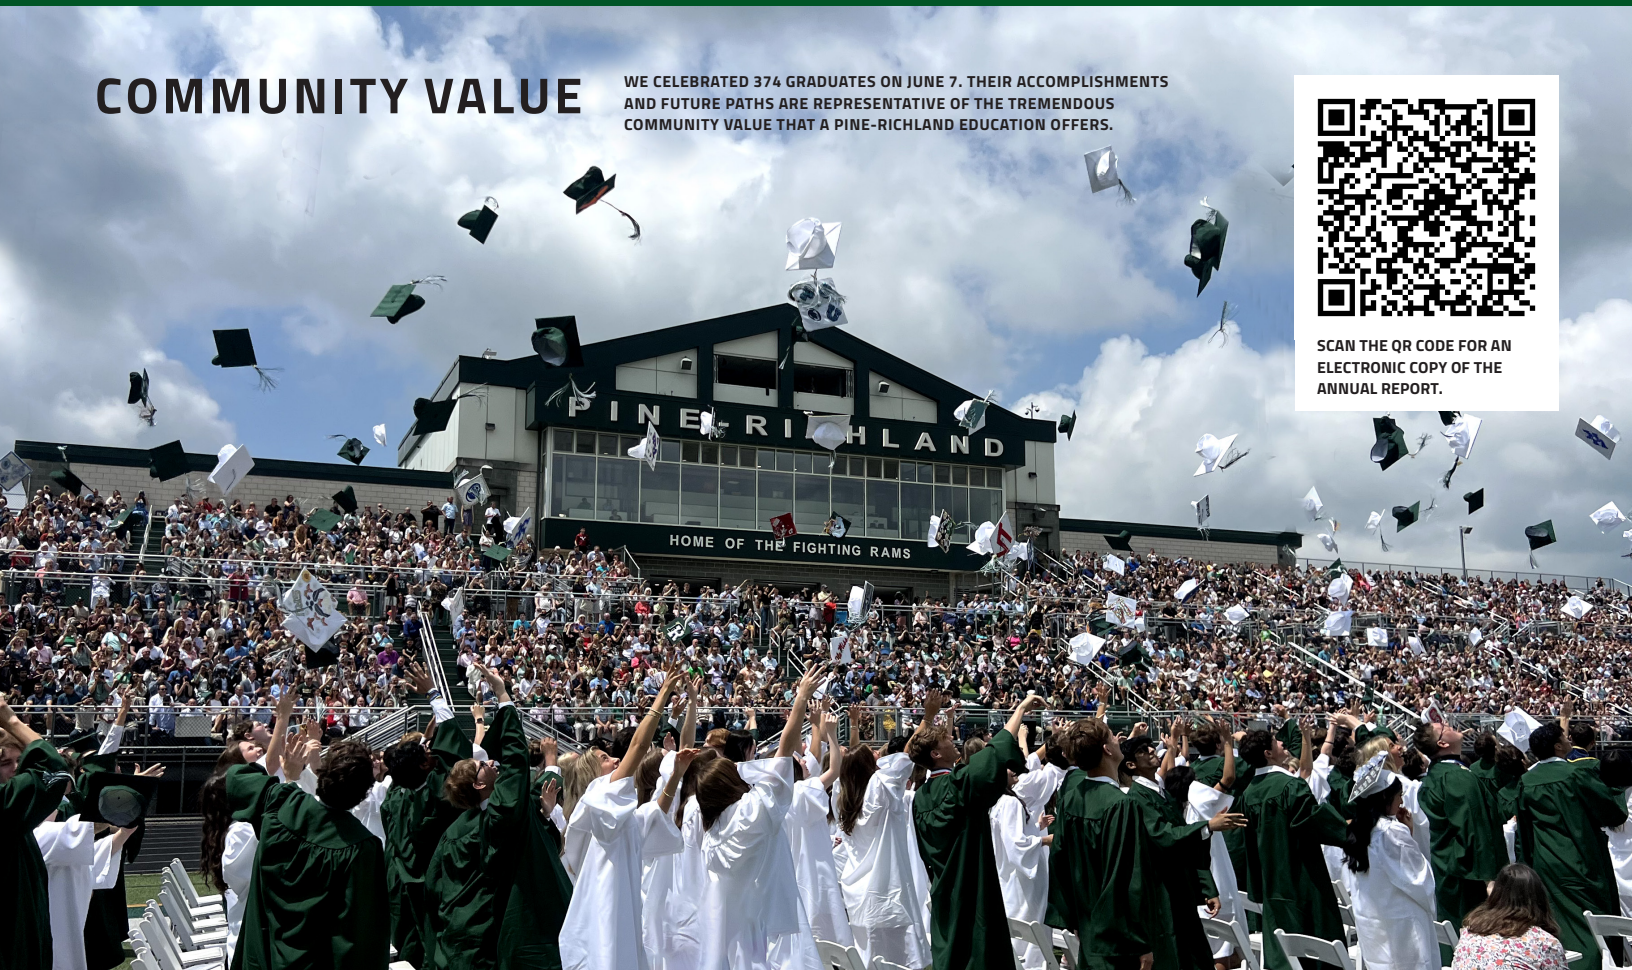 COMMUNITY VALUE
WE CELEBRATED 374 GRADUATES ON JUNE 7. THEIR ACCOMPLISHMENTS
AND FUTURE PATHS ARE REPRESENTATIVE OF THE TREMENDOUS
COMMUNITY VALUE THAT A PINE-RICHLAND EDUCATION OFFERS.
SCAN THE QR CODE FOR AN
ELECTRONIC COPY OF THE
ANNUAL REPORT.
PINE-RICHLAND
HOME OF THE FIGHTING RAMS
R